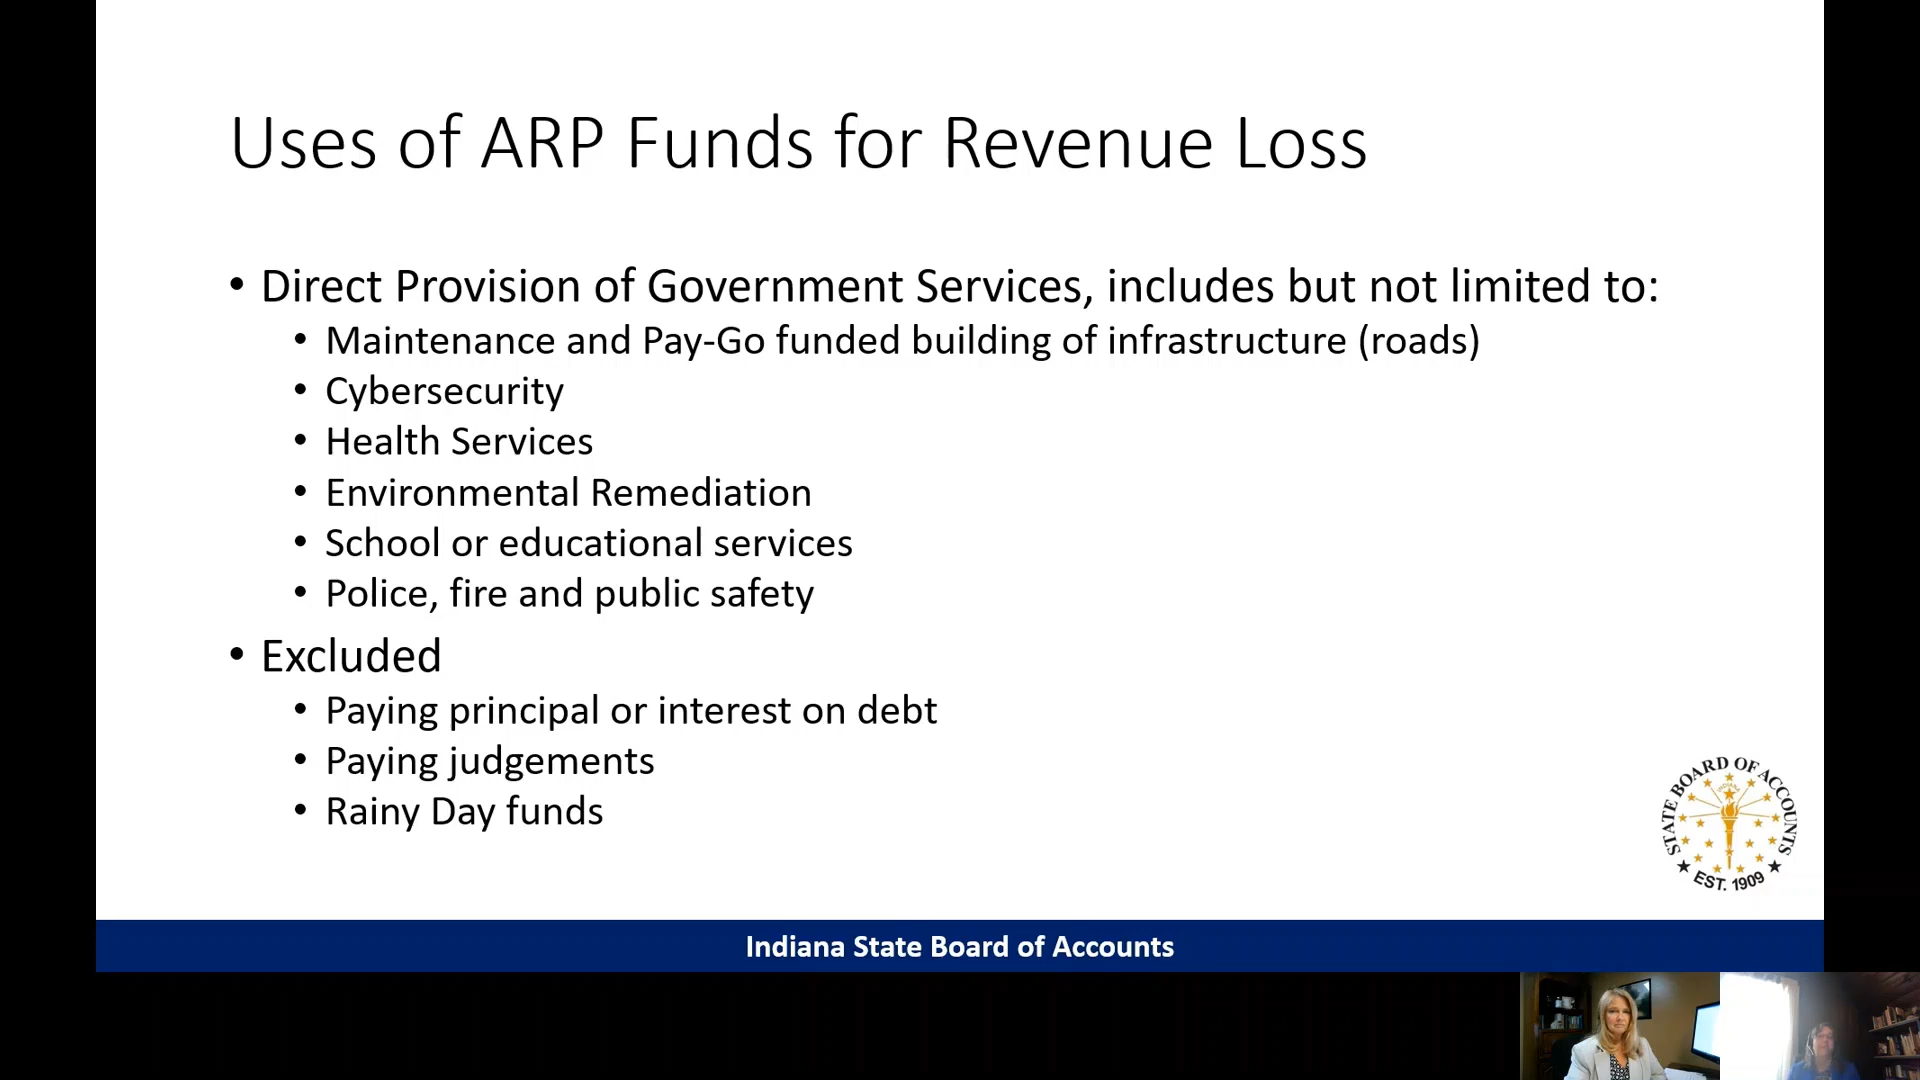 Uses of ARP Funds for Revenue Loss
• Direct Provision of Government Services, includes but not limited to:
• Maintenance and Pay-Go funded building of infrastructure (roads)
• Cybersecurity
• Health Services
• Environmental Remediation
• School or educational services
• Police, fire and public safety
• Excluded
• Paying principal or interest on debt
• Paying judgements
• Rainy Day funds
STATE BOARD OF ACCOUNTS
INDIANA
★ EST. 1909 ★
Indiana State Board of Accounts